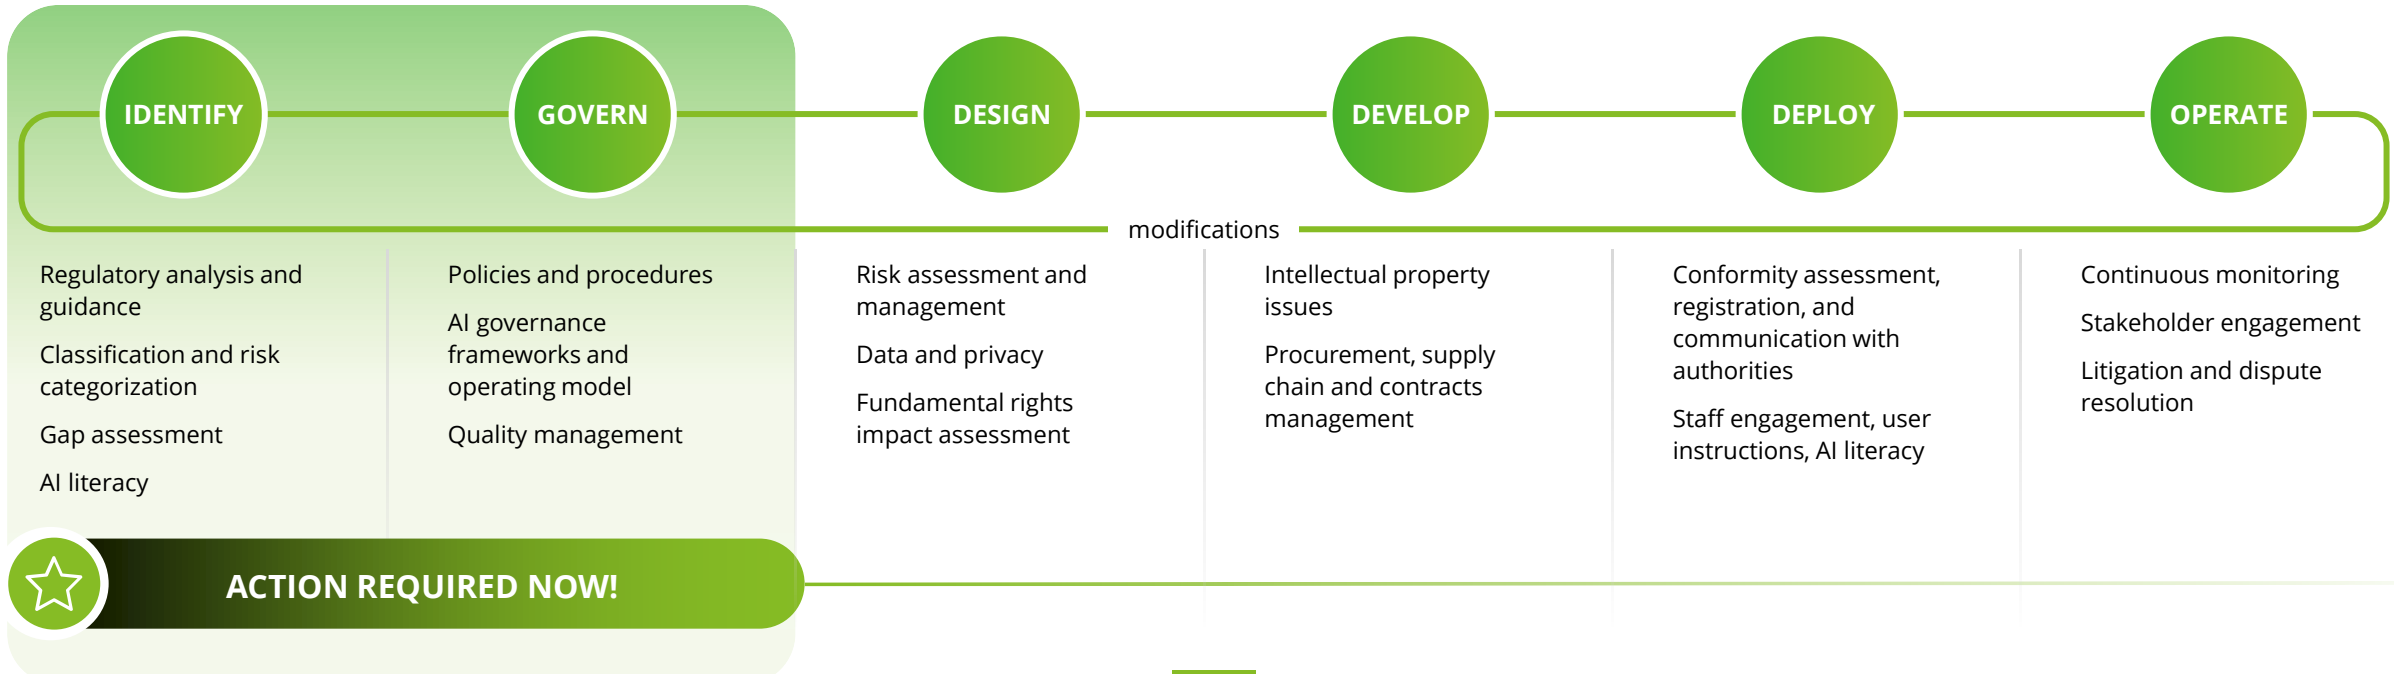 IDENTIFY
GOVERN
DESIGN
DEVELOP
DEPLOY
OPERATE
modifications
Regulatory analysis and
guidance
Classification and risk
categorization
Gap assessment
AI literacy
Policies and procedures
AI governance
frameworks and
operating model
Quality management
Risk assessment and
management
Data and privacy
Fundamental rights
impact assessment
Intellectual property
issues
Procurement, supply
chain and contracts
management
Conformity assessment,
registration, and
communication with
authorities
Staff engagement, user
instructions, AI literacy
Continuous monitoring
Stakeholder engagement
Litigation and dispute
resolution
ACTION REQUIRED NOW!